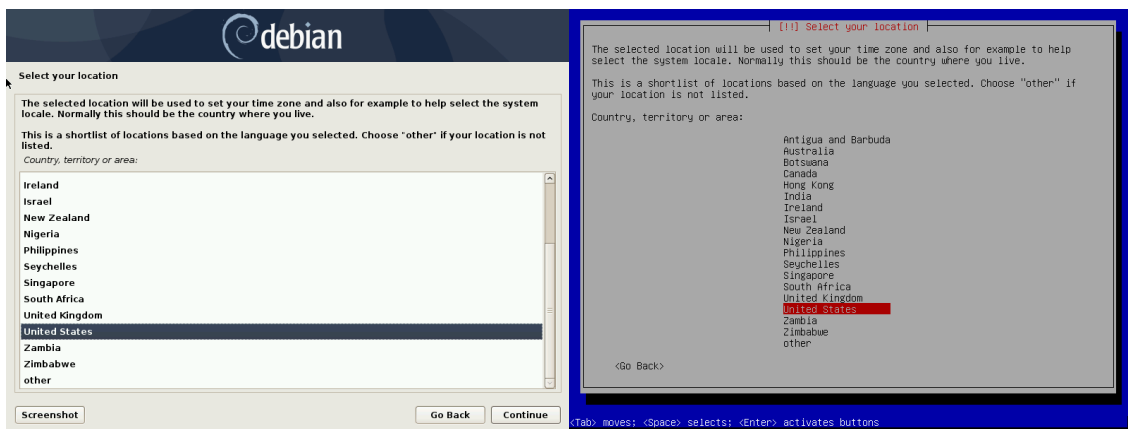 debian
Select your location
The selected location will be used to set your time zone and also for example to help select the system
locale. Normally this should be the country where you live.
This is a shortlist of locations based on the language you selected. Choose "other" if your location is not
listed.
Country, territory or area:
Ireland
Israel
New Zealand
Nigeria
Philippines
Seychelles
Singapore
South Africa
United Kingdom
United States
Zambia
Zimbabwe
other
Screenshot
Go Back
Continue
[!!] Select your location
The selected location will be used to set your time zone and also for example to help
select the system locale. Normally this should be the country where you live.
This is a shortlist of locations based on the language you selected. Choose "other" if
your location is not listed.
Country, territory or area:
Antigua and Barbuda
Australia
Botswana
Canada
Hong Kong
India
Ireland
Israel
New Zealand
Nigeria
Philippines
Seychelles
Singapore
South Africa
United Kingdom
United States
Zambia
Zimbabwe
other
<Go Back>
<Tab> moves; <Space> selects; <Enter> activates buttons